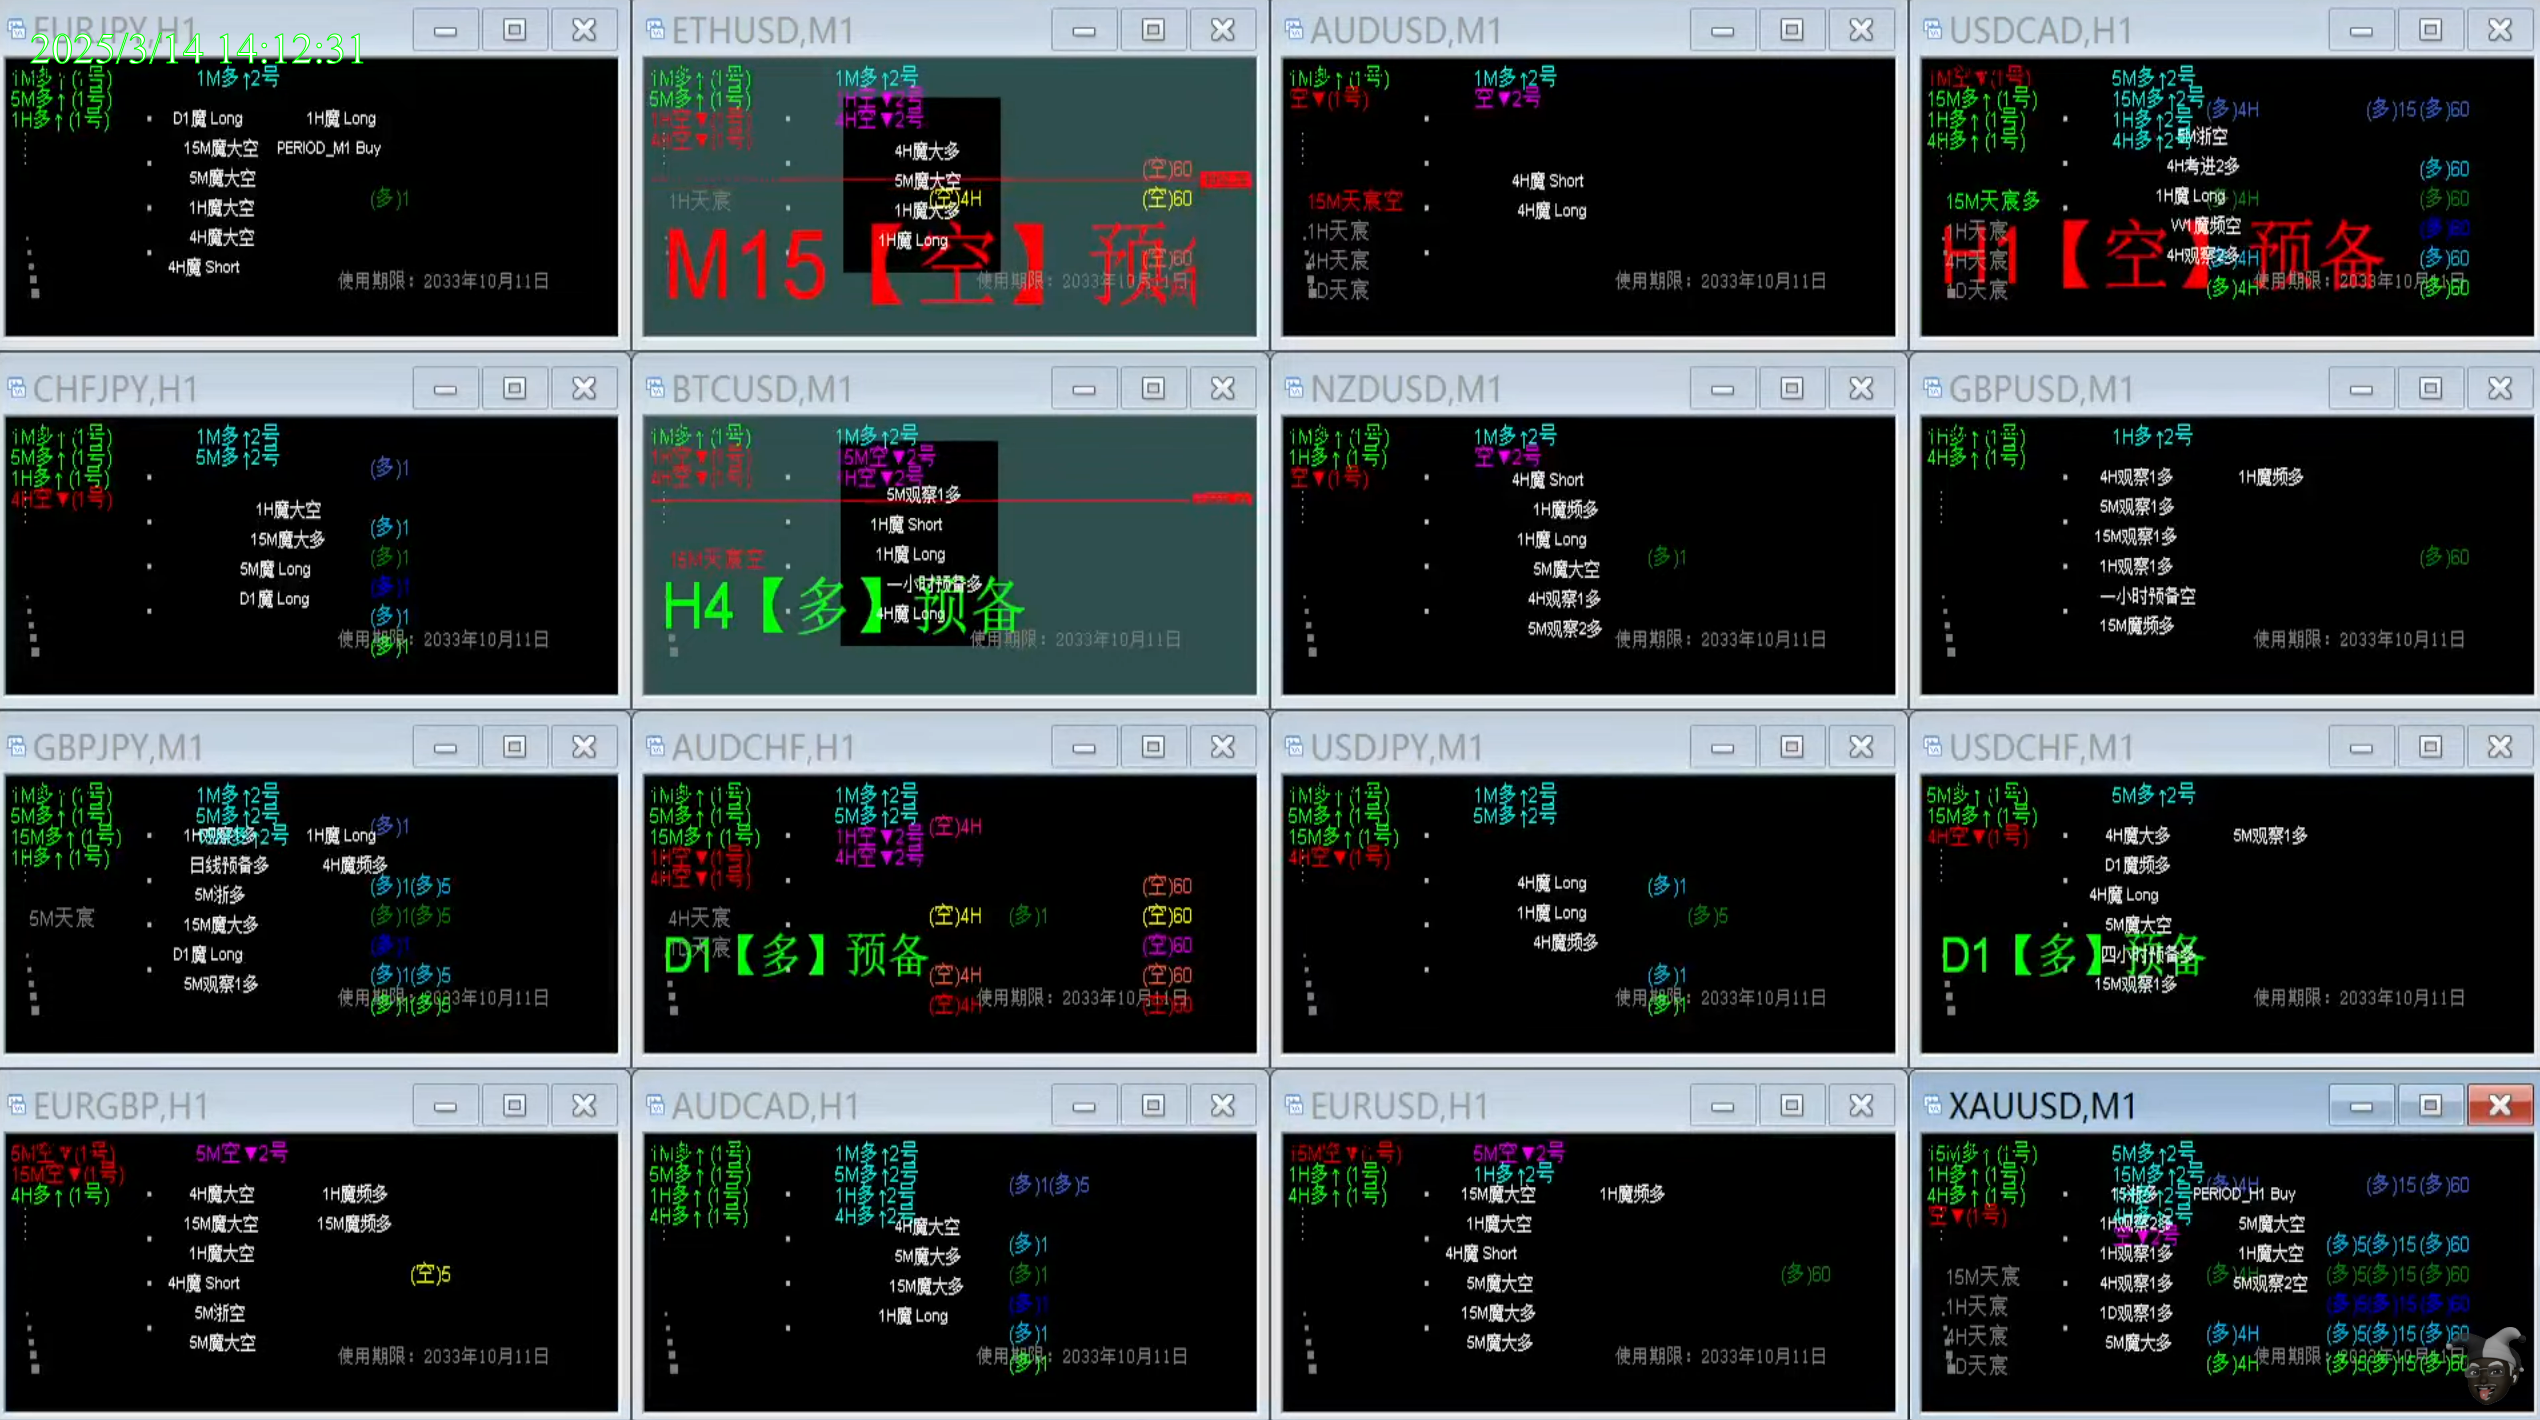 EURJPY,H1
2025/3/14 14:12:31
1M多↑(1号)
5M多↑(1号)
1H多↑(1号)
1M多↑2号
D1魔 Long
1H魔 Long
15M魔大空
PERIOD_M1 Buy
5M魔大空
1H魔大空
(多)1
4H魔大空
4H魔 Short
使用期限：2033年10月11日
ETHUSD,M1
1M多↑(1号)
5M多↑(1号)
1H空▼(1号)
4H空▼(1号)
1M多↑2号
1H空▼2号
4H空▼2号
4H魔大多
(空)60
5M魔大空
1H天宸
(空)4H
(空)60
1H魔大多
1H魔 Long
(空)60
M15【空】预
使用期限：2033年10月11日
AUDUSD,M1
1M多↑(1号)
空▼(1号)
1M多↑2号
空▼2号
4H魔 Short
15M天宸空
4H魔 Long
1H天宸
4H天宸
D天宸
使用期限：2033年10月11日
USDCAD,H1
1M空▼(1号)
15M多↑(1号)
1H多↑(1号)
4H多↑(1号)
5M多↑2号
15M多↑2号
1H多↑2号
4H多↑2号
(多)4H
(多)15(多)60
5M浙空
4H考进2多
(多)60
1H魔 Long
(多)4H
(多)60
15M天宸多
W1魔频空
(多)60
1H天宸
4H观察2多
(多)4H
(多)60
4H天宸
D天宸
(多)4H
(多)60
H1【空】预备
使用期限：2033年10月11日
CHFJPY,H1
1M多↑(1号)
5M多↑(1号)
1H多↑(1号)
4H空▼(1号)
1M多↑2号
5M多↑2号
(多)1
1H魔大空
(多)1
15M魔大多
(多)1
5M魔 Long
(多)1
D1魔 Long
(多)1
(多)1
使用期限：2033年10月11日
BTCUSD,M1
1M多↑(1号)
1H空▼(1号)
4H空▼(1号)
1M多↑2号
15M空▼2号
1H空▼2号
5M观察1多
1H魔 Short
15M天宸空
1H魔 Long
一小时预备多
4H魔 Long
H4【多】预备
使用期限：2033年10月11日
NZDUSD,M1
1M多↑(1号)
1H多↑(1号)
空▼(1号)
1M多↑2号
空▼2号
4H魔 Short
1H魔频多
1H魔 Long
(多)1
5M魔大空
4H观察1多
5M观察2多
使用期限：2033年10月11日
GBPUSD,M1
1H多↑(1号)
4H多↑(1号)
1H多↑2号
4H观察1多
1H魔频多
5M观察1多
15M观察1多
(多)60
1H观察1多
一小时预备空
15M魔频多
使用期限：2033年10月11日
GBPJPY,M1
1M多↑(1号)
5M多↑(1号)
15M多↑(1号)
1H多↑(1号)
1M多↑2号
5M多↑2号
(多)1
1H观察1多
1H魔 Long
日线预备多
4H魔频多
5M浙多
(多)1(多)5
5M天宸
15M魔大多
(多)1(多)5
D1魔 Long
(多)1
5M观察1多
(多)1(多)5
(多)1(多)5
使用期限：2033年10月11日
AUDCHF,H1
1M多↑(1号)
5M多↑(1号)
15M多↑(1号)
1H空▼(1号)
4H空▼(1号)
1M多↑2号
5M多↑2号
1H空▼2号
4H空▼2号
(空)4H
(空)60
4H天宸
(空)4H
(多)1
(空)60
1D天宸
(空)60
D1【多】预备
(空)4H
(空)60
(空)4H
(空)60
使用期限：2033年10月11日
USDJPY,M1
1M多↑(1号)
5M多↑(1号)
15M多↑(1号)
4H空▼(1号)
1M多↑2号
5M多↑2号
4H魔 Long
(多)1
1H魔 Long
(多)5
4H魔频多
(多)1
(多)1
使用期限：2033年10月11日
USDCHF,M1
5M多↑(1号)
15M多↑(1号)
4H空▼(1号)
5M多↑2号
4H魔大多
5M观察1多
D1魔频多
4H魔 Long
5M魔大空
四小时预备多
15M观察1多
D1【多】预备
使用期限：2033年10月11日
EURGBP,H1
5M空▼(1号)
15M空▼(1号)
4H多↑(1号)
5M空▼2号
4H魔大空
1H魔频多
15M魔大空
15M魔频多
1H魔大空
(空)5
4H魔 Short
5M浙空
5M魔大空
使用期限：2033年10月11日
AUDCAD,H1
1M多↑(1号)
5M多↑(1号)
1H多↑(1号)
4H多↑(1号)
1M多↑2号
5M多↑2号
1H多↑2号
4H多↑2号
(多)1(多)5
4H魔大空
5M魔大多
(多)1
15M魔大多
(多)1
1H魔 Long
(多)1
(多)1
(多)1
使用期限：2033年10月11日
EURUSD,H1
15M空▼(1号)
1H多↑(1号)
4H多↑(1号)
5M空▼2号
1H多↑2号
15M魔大空
1H魔频多
1H魔大空
4H魔 Short
(多)60
5M魔大空
15M魔大多
5M魔大多
使用期限：2033年10月11日
XAUUSD,M1
15M多↑(1号)
1H多↑(1号)
4H多↑(1号)
空▼(1号)
5M多↑2号
15M多↑2号
4H多↑2号
空▼2号
(多)4H
(多)15(多)60
PERIOD_H1 Buy
1H观察2多
5M魔大空
1H观察1多
1H魔大空
(多)5(多)15(多)60
15M天宸
4H观察1多
5M观察2空
(多)5(多)15(多)60
1H天宸
1D观察1多
(多)5(多)15(多)60
4H天宸
5M魔大多
(多)4H
(多)5(多)15(多)60
D天宸
(多)4H
(多)5(多)15(多)60